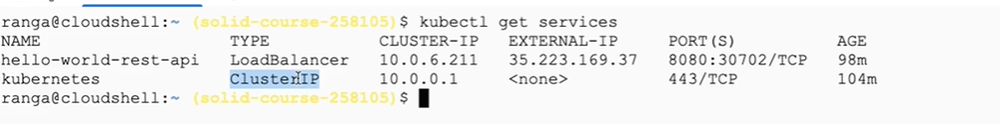 ranga@cloudshell:~ (solid-course-258105)$ kubectl get services
NAME TYPE CLUSTER-IP EXTERNAL-IP PORT(S) AGE
hello-world-rest-api LoadBalancer 10.0.6.211 35.223.169.37 8080:30702/TCP 98m
kubernetes ClusterIP 10.0.0.1 <none> 443/TCP 104m
ranga@cloudshell:~ (solid-course-258105)$